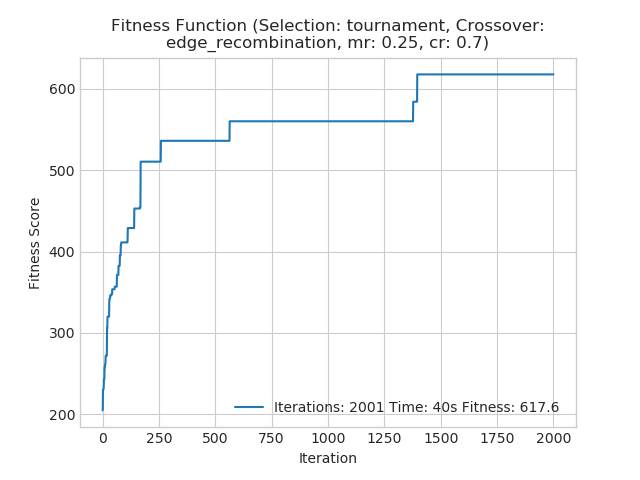 Fitness Function (Selection: tournament, Crossover:
edge_recombination, mr: 0.25, cr: 0.7)
600
500
400
300
200
Fitness Score
Iterations: 2001 Time: 40s Fitness: 617.6
0 250 500 750 1000 1250 1500 1750 2000
Iteration